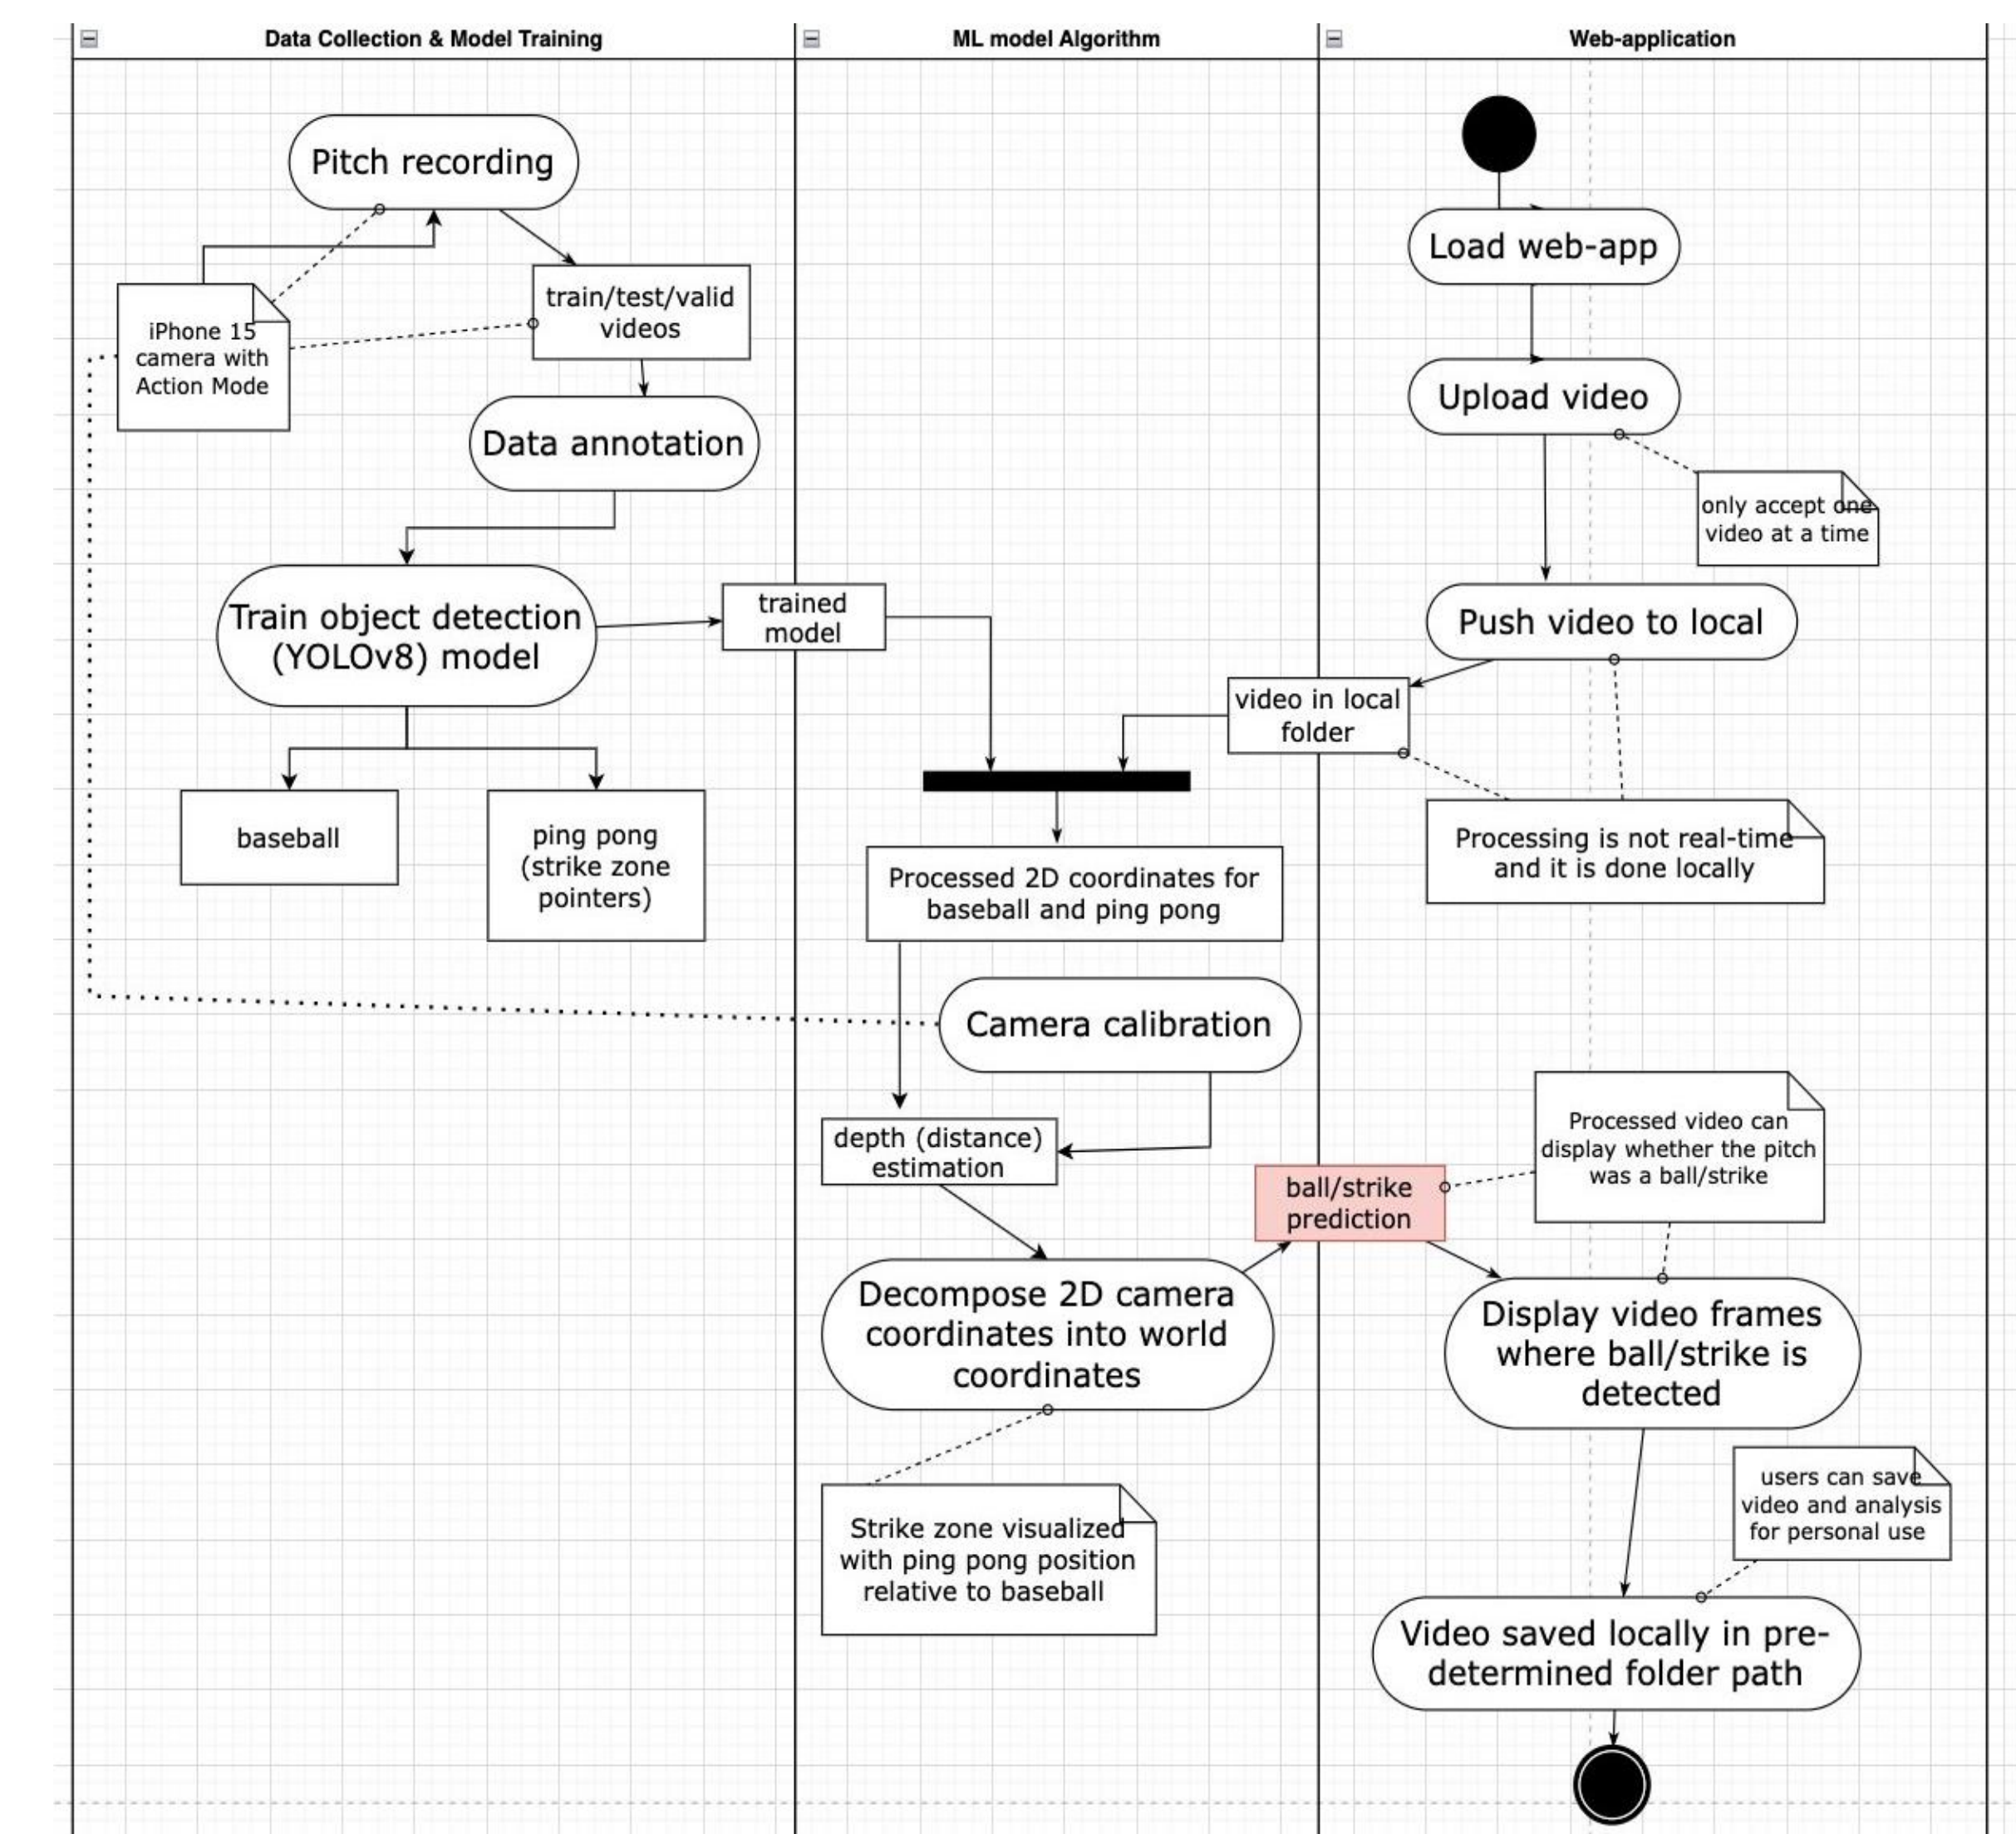 Data Collection & Model Training
ML model Algorithm
Web-application
Pitch recording
iPhone 15
camera with
Action Mode
train/test/valid
videos
Data annotation
Train object detection
(YOLOv8) model
baseball
ping pong
(strike zone
pointers)
trained
model
Processed 2D coordinates for
baseball and ping pong
Camera calibration
depth (distance)
estimation
Decompose 2D camera
coordinates into world
coordinates
Strike zone visualized
with ping pong position
relative to baseball
Load web-app
Upload video
only accept one
video at a time
Push video to local
video in local
folder
Processing is not real-time
and it is done locally
Processed video can
display whether the pitch
was a ball/strike
ball/strike
prediction
Display video frames
where ball/strike is
detected
users can save
video and analysis
for personal use
Video saved locally in pre-
determined folder path